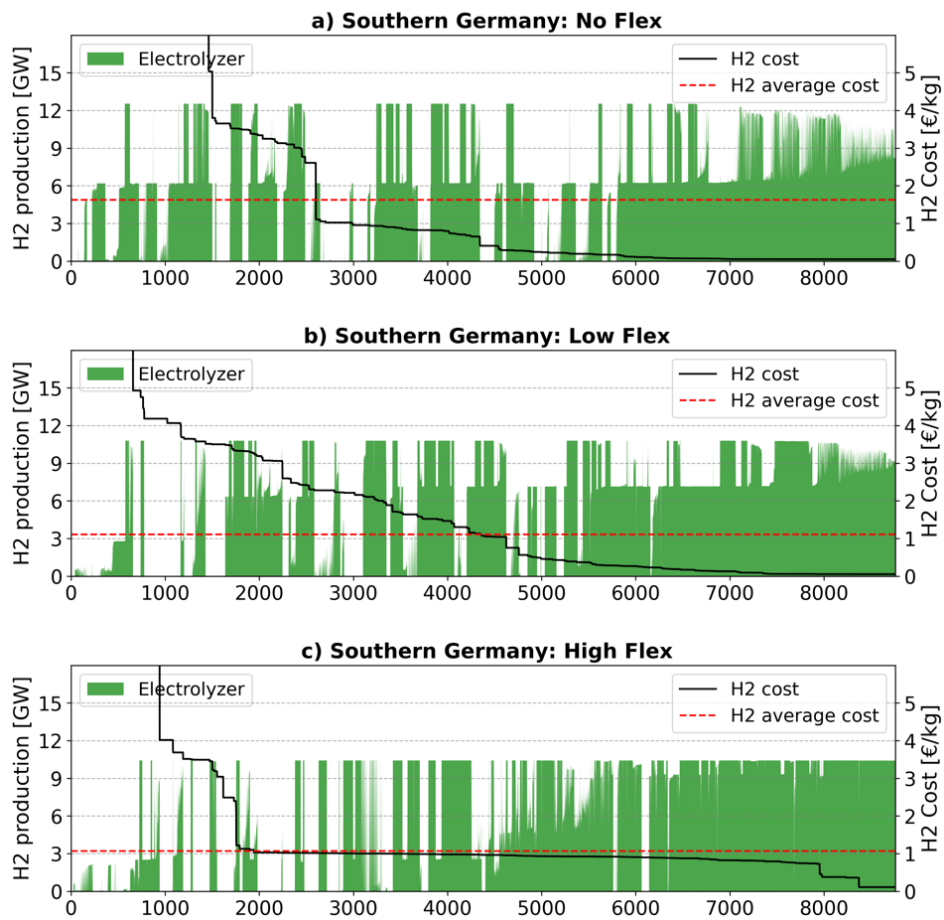 a) Southern Germany: No Flex
H2 production [GW]
15
12
9
6
3
0
Electrolyzer
H2 cost
H2 average cost
5
4
3
2
1
0
H2 Cost [€/kg]
0 1000 2000 3000 4000 5000 6000 7000 8000
b) Southern Germany: Low Flex
H2 production [GW]
15
12
9
6
3
0
Electrolyzer
H2 cost
H2 average cost
5
4
3
2
1
0
H2 Cost [€/kg]
0 1000 2000 3000 4000 5000 6000 7000 8000
c) Southern Germany: High Flex
H2 production [GW]
15
12
9
6
3
0
Electrolyzer
H2 cost
H2 average cost
5
4
3
2
1
0
H2 Cost [€/kg]
0 1000 2000 3000 4000 5000 6000 7000 8000